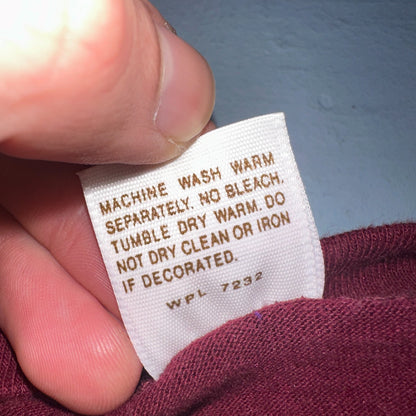 MACHINE WASH WARM
SEPARATELY. NO BLEACH.
TUMBLE DRY WARM. DO
NOT DRY CLEAN OR IRON
IF DECORATED.
WPL 7232